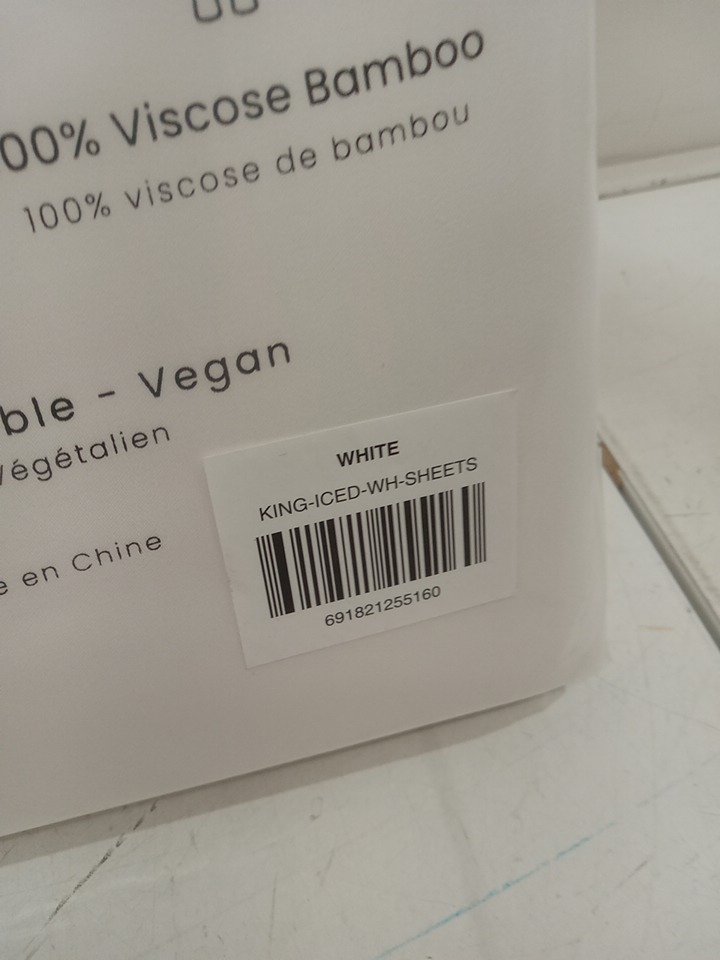 00% Viscose Bamboo
100% viscose de bambou
ble - Vegan
Végétalien
e en Chine
WHITE
KING-ICED-WH-SHEETS
691821255160